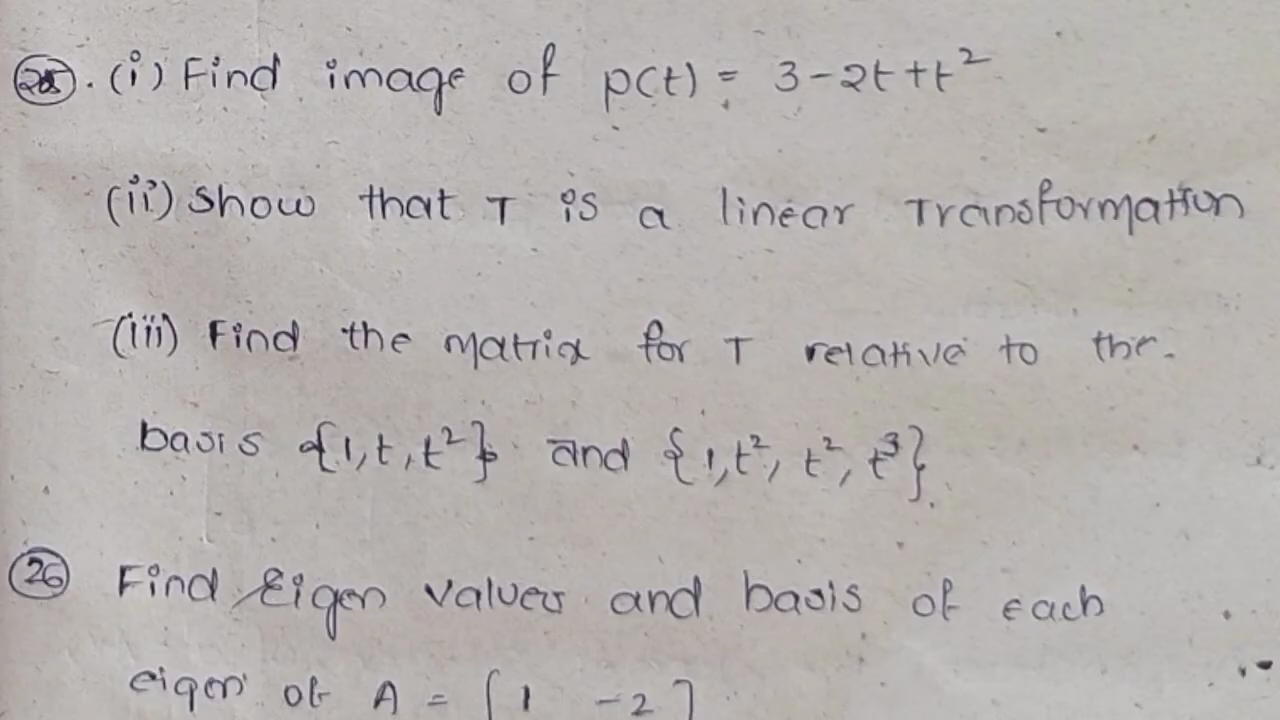 25. (i) Find image of p(t) = 3-2t+t²
(ii) Show that T is a linear Transformation
(iii) Find the matrix for T relative to the.
basis {1,t,t²} and {1,t², t², t³}.
26 Find Eigen values and basis of each
eigen of A = [1 -2]